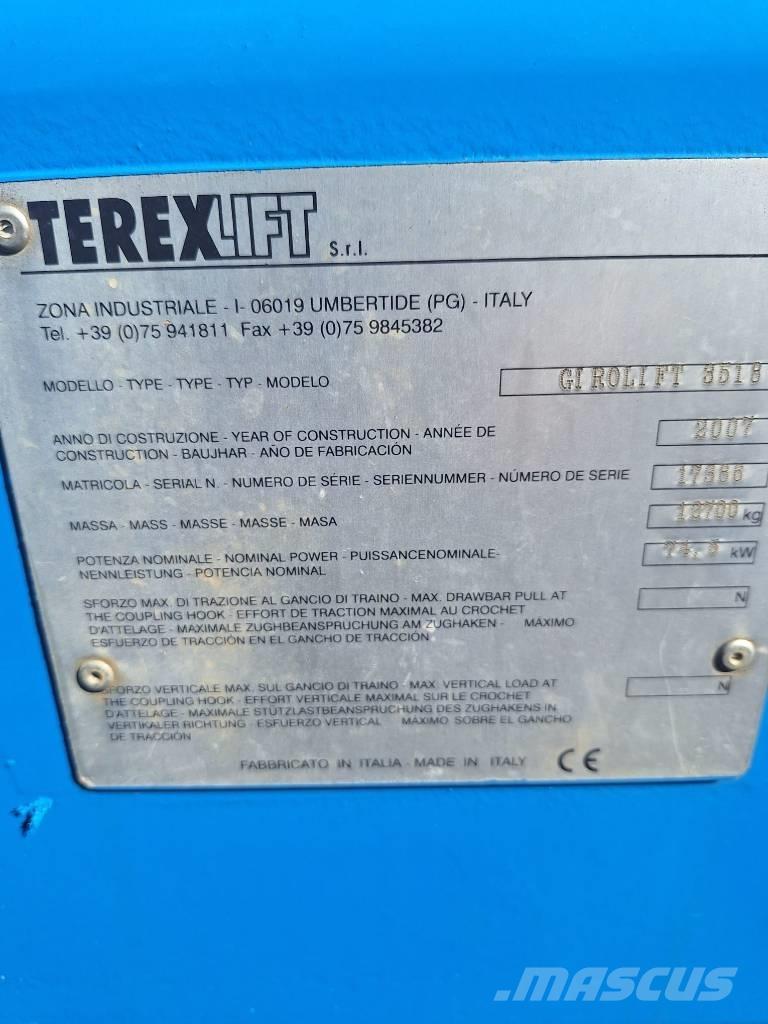 TEREXLIFT S.r.l.
ZONA INDUSTRIALE - I- 06019 UMBERTIDE (PG) - ITALY
Tel. +39 (0)75 941811 Fax +39 (0)75 9845382
MODELLO - TYPE - TYPE - TYP - MODELO GIROLIFT 3518
ANNO DI COSTRUZIONE - YEAR OF CONSTRUCTION - ANNÉE DE 2007
CONSTRUCTION - BAUJHAR - AÑO DE FABRICACIÓN
MATRICOLA - SERIAL N. - NUMERO DE SÉRIE - SERIENNUMMER - NÚMERO DE SERIE
MASSA - MASS - MASSE - MASSE - MASA 12700 kg
POTENZA NOMINALE - NOMINAL POWER - PUISSANCENOMINALE- 74,5 kW
NENNLEISTUNG - POTENCIA NOMINAL
SFORZO MAX. DI TRAZIONE AL GANCIO DI TRAINO - MAX. DRAWBAR PULL AT N
THE COUPLING HOOK - EFFORT DE TRACTION MAXIMAL AU CROCHET
D'ATTELAGE - MAXIMALE ZUGHBEANSPRUCHUNG AM ZUGHAKEN - MÁXIMO
ESFUERZO DE TRACCIÓN EN EL GANCHO DE TRACCIÓN
SFORZO VERTICALE MAX. SUL GANCIO DI TRAINO - MAX. VERTICAL LOAD AT N
THE COUPLING HOOK - EFFORT VERTICALE MAXIMAL SUR LE CROCHET
D'ATTELAGE - MAXIMALE STÜTZLASTBEANSPRUCHUNG DES ZUGHAKENS IN
VERTIKALER RICHTUNG - ESFUERZO VERTICAL MÁXIMO SOBRE EL GANCHO
DE TRACCIÓN
FABBRICATO IN ITALIA - MADE IN ITALY CE
MASCUS